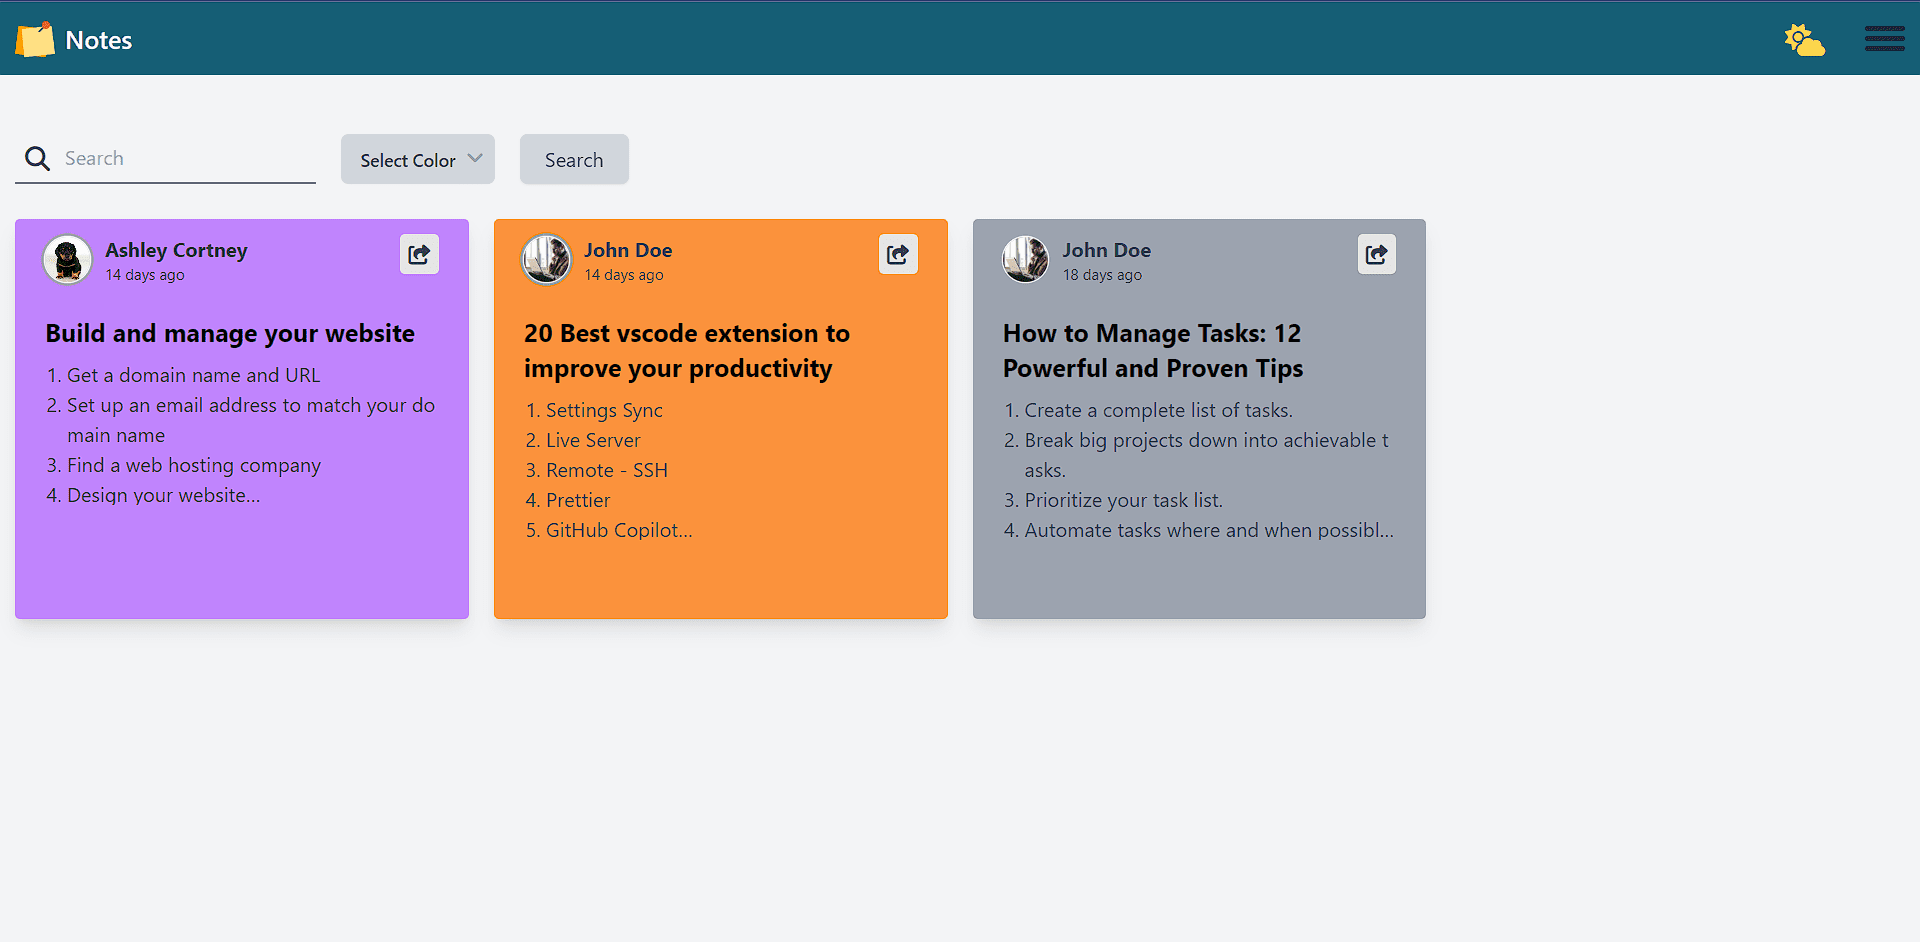 Notes
Search
Select Color
Search
Ashley Cortney
14 days ago
Build and manage your website
1. Get a domain name and URL
2. Set up an email address to match your do
main name
3. Find a web hosting company
4. Design your website...
John Doe
14 days ago
20 Best vscode extension to
improve your productivity
1. Settings Sync
2. Live Server
3. Remote - SSH
4. Prettier
5. GitHub Copilot...
John Doe
18 days ago
How to Manage Tasks: 12
Powerful and Proven Tips
1. Create a complete list of tasks.
2. Break big projects down into achievable t
asks.
3. Prioritize your task list.
4. Automate tasks where and when possibl...